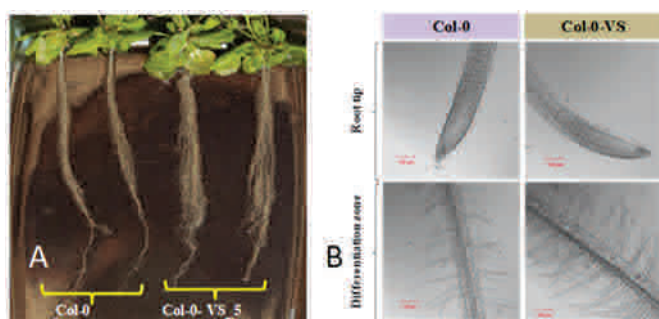 A
Col-0
Col-0- VS_5
B
Col-0
Col-0-VS
Root tip
Differentiation zone